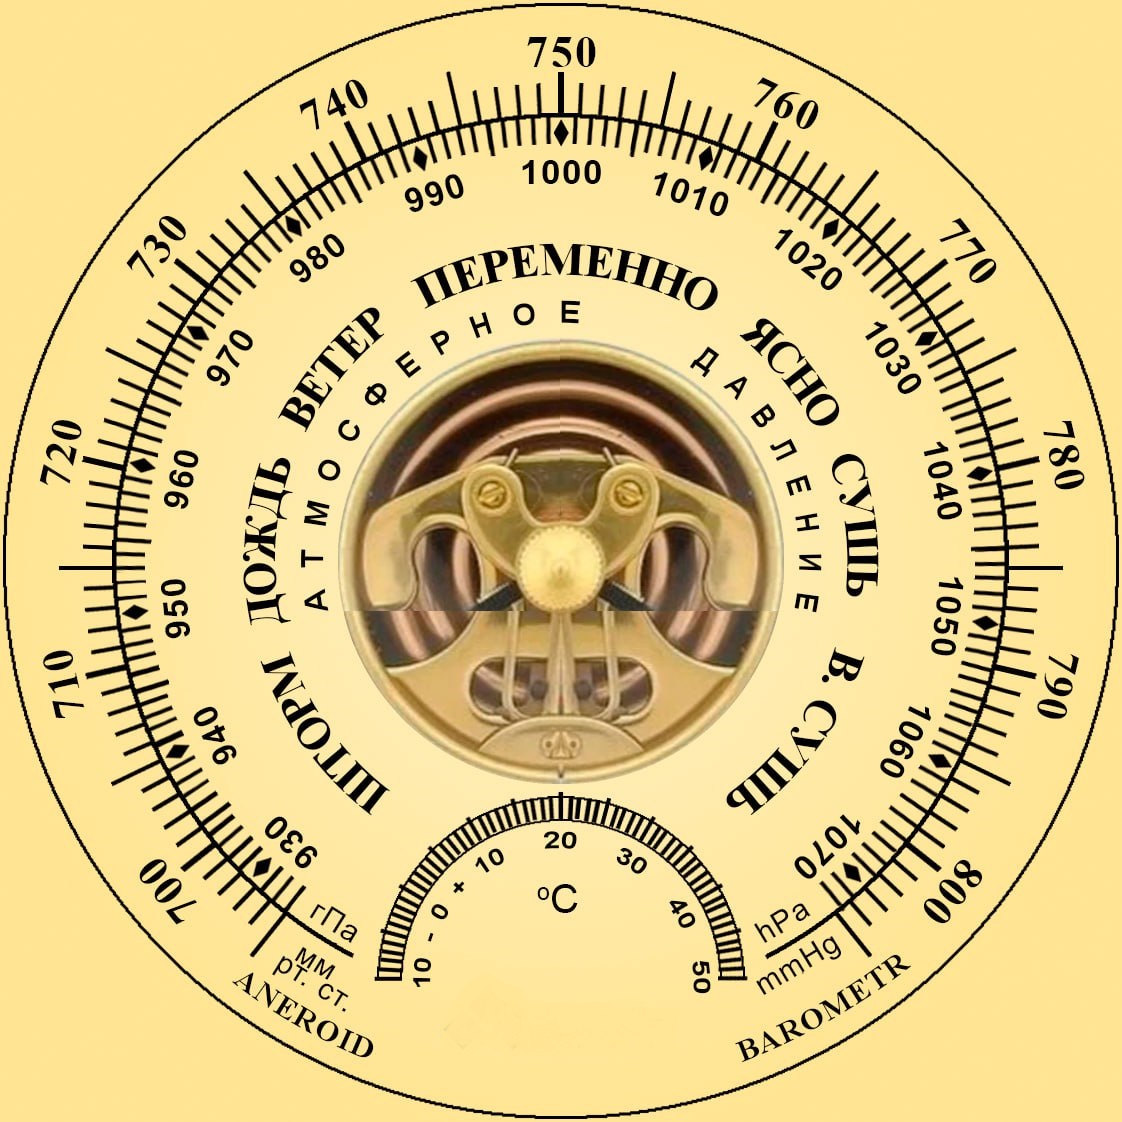 700 710 720 730 740 750 760 770 780 790 800
930 940 950 960 970 980 990 1000 1010 1020 1030 1040 1050 1060 1070
ШТОРМ ДОЖДЬ ВЕТЕР ПЕРЕМЕННО ЯСНО СУШЬ В. СУШЬ
АТМОСФЕРНОЕ ДАВЛЕНИЕ
гПа
мм
рт. ст.
hPa
mmHg
10 - 0 + 10 20 30 40 50
°C
ANEROID BAROMETR